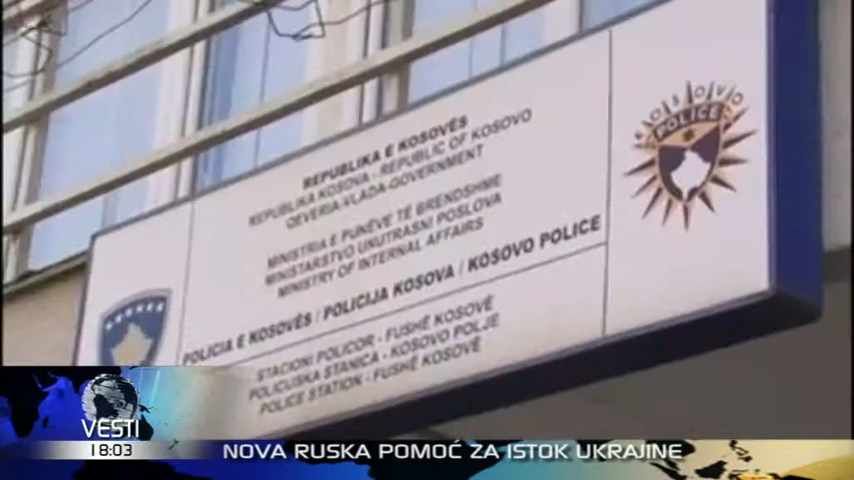 REPUBLIKA E KOSOVËS
REPUBLIKA KOSOVA - REPUBLIC OF KOSOVO
QEVERIA-VLADA-GOVERNMENT
MINISTRIA E PUNËVE TË BRENDSHME
MINISTARSTVO UNUTRASNI POSLOVA
MINISTRY OF INTERNAL AFFAIRS
POLICIA E KOSOVËS / POLICIJA KOSOVA / KOSOVO POLICE
STACIONI POLICOR - FUSHË KOSOVË
POLICIJSKA STANICA - KOSOVO POLJE
POLICE STATION - FUSHË KOSOVË
KOSOVO
POLICE
VESTI
18:03
NOVA RUSKA POMOĆ ZA ISTOK UKRAJINE